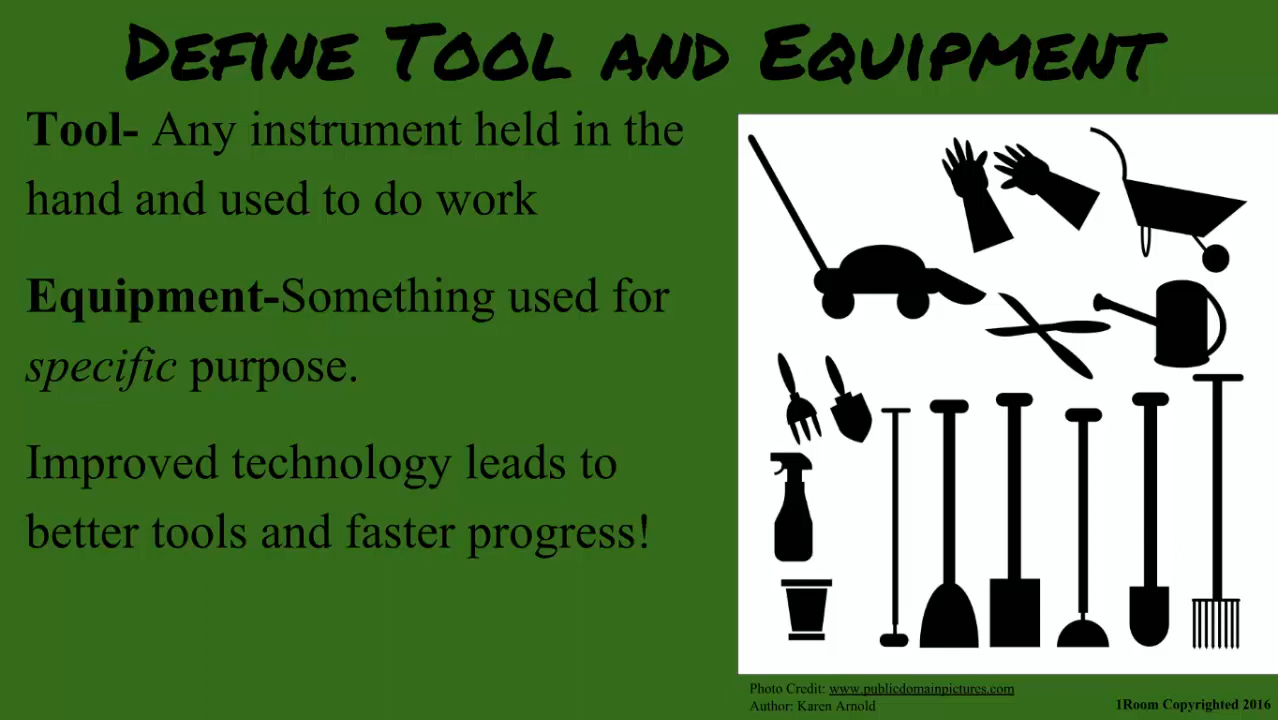 DEFINE TOOL AND EQUIPMENT
Tool- Any instrument held in the
hand and used to do work
Equipment-Something used for
specific purpose.
Improved technology leads to
better tools and faster progress!
Photo Credit: www.publicdomainpictures.com
Author: Karen Arnold
1Room Copyrighted 2016